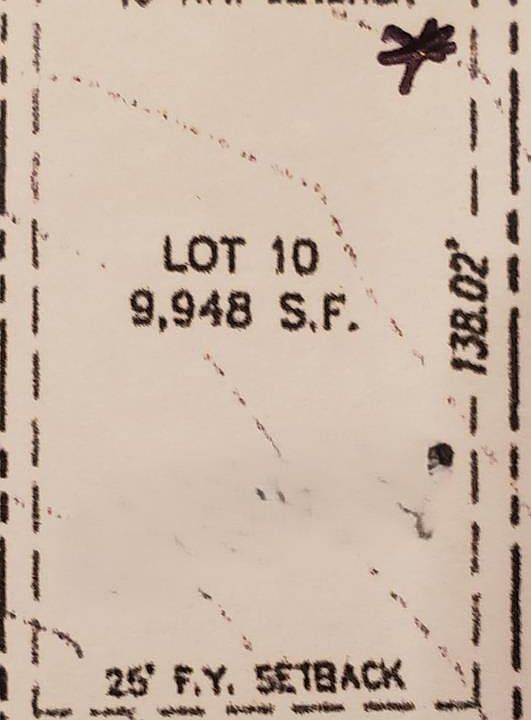 LOT 10
9,948 S.F.
138.02'
25' F.Y. SETBACK